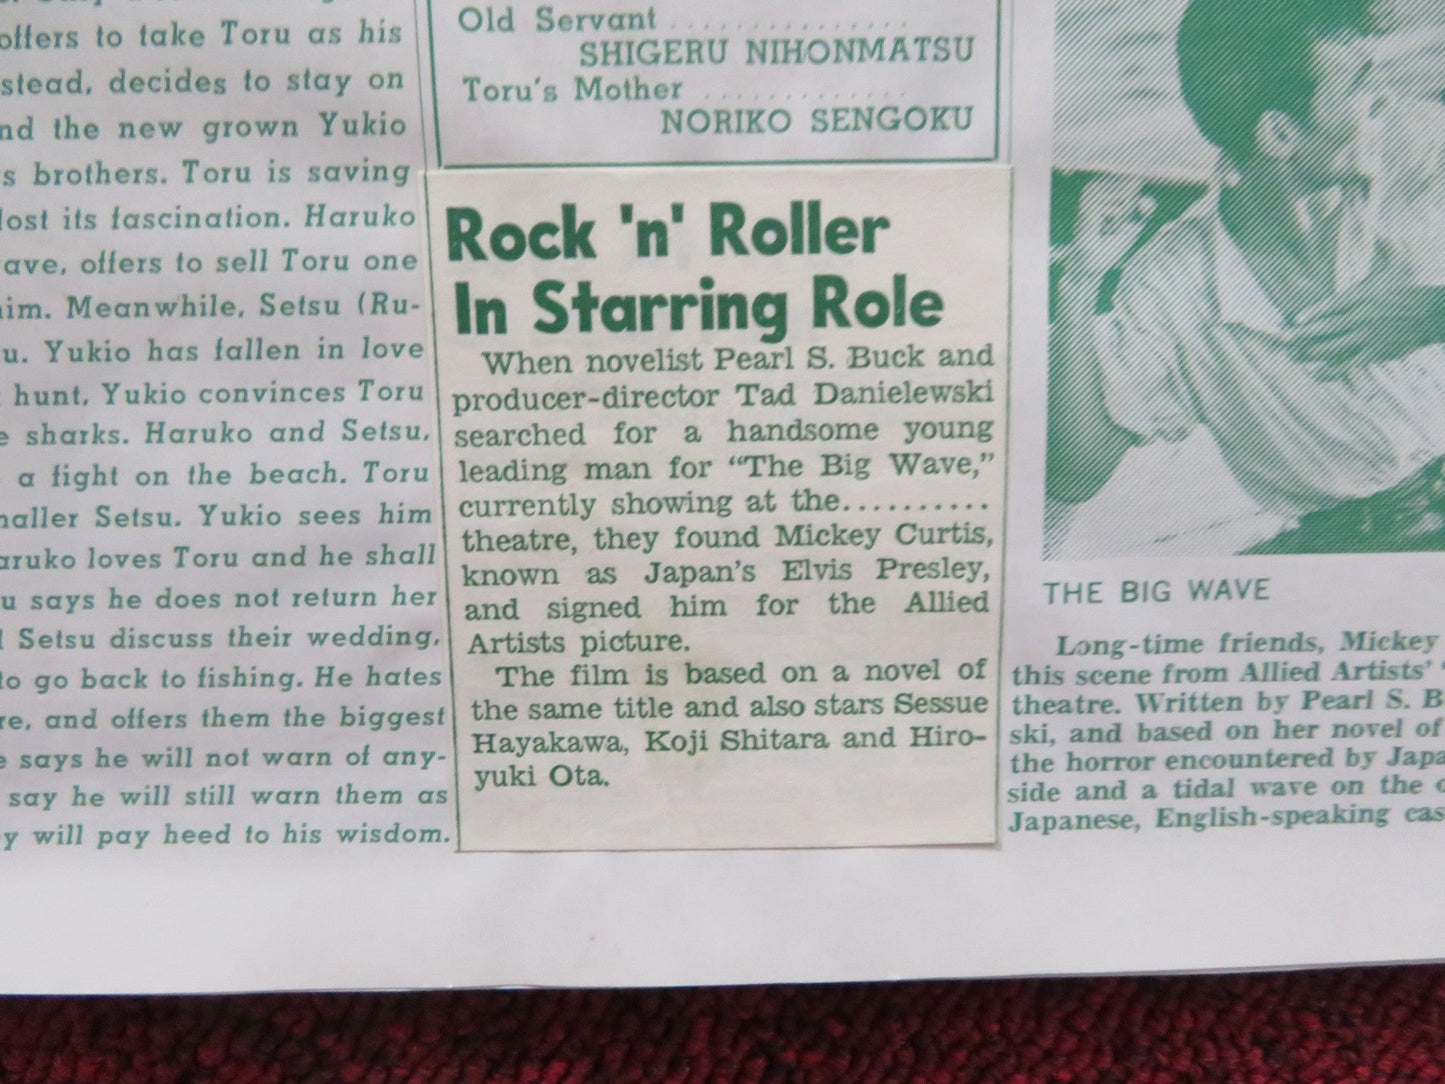 offers to take Toru as his
stead, decides to stay on
nd the new grown Yukio
s brothers. Toru is saving
lost its fascination. Haruko
ave, offers to sell Toru one
him. Meanwhile, Setsu (Ru-
u. Yukio has fallen in love
hunt, Yukio convinces Toru
e sharks. Haruko and Setsu,
a fight on the beach. Toru
naller Setsu. Yukio sees him
aruko loves Toru and he shall
u says he does not return her
Setsu discuss their wedding,
to go back to fishing. He hates
re, and offers them the biggest
e says he will not warn of any-
say he will still warn them as
y will pay heed to his wisdom.
Old Servant . . . . . . . . . . . . . .
SHIGERU NIHONMATSU
Toru's Mother . . . . . . . . . . . .
NORIKO SENGOKU
Rock 'n' Roller
In Starring Role
When novelist Pearl S. Buck and
producer-director Tad Danielewski
searched for a handsome young
leading man for “The Big Wave,”
currently showing at the..........
theatre, they found Mickey Curtis,
known as Japan's Elvis Presley,
and signed him for the Allied
Artists picture.
The film is based on a novel of
the same title and also stars Sessue
Hayakawa, Koji Shitara and Hiro-
yuki Ota.
THE BIG WAVE
Long-time friends, Mickey
this scene from Allied Artists'
theatre. Written by Pearl S. B
ski, and based on her novel of
the horror encountered by Japa
side and a tidal wave on the
Japanese, English-speaking cas